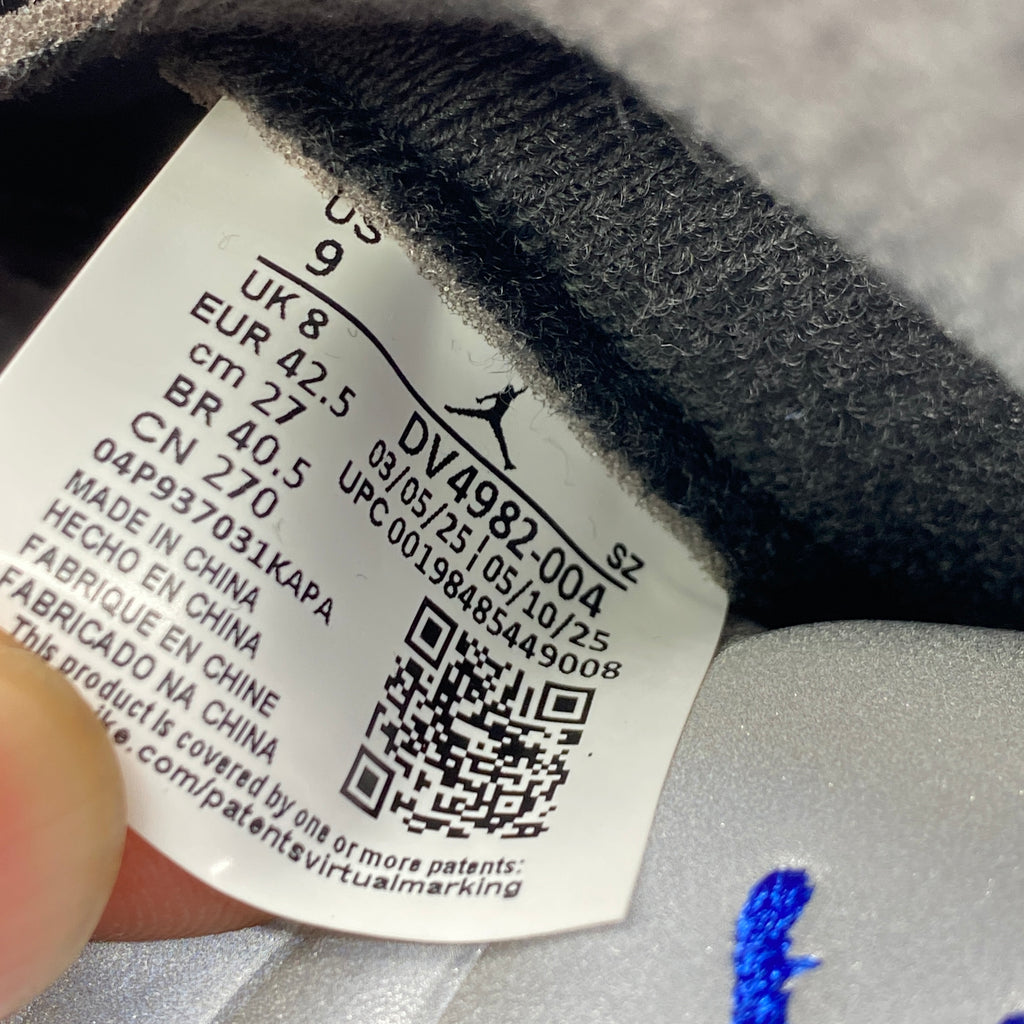 US
9
UK 8
EUR 42.5
cm 27
BR 40.5
CN 270
04P937031KAPA
MADE IN CHINA
HECHO EN CHINA
FABRIQUE EN CHINE
FABRICADO NA CHINA
This product is covered by one or more patents:
ike.com/patentsvirtualmarking
SZ
DV4982-004
03/05/25 | 05/10/25
UPC 00198485449008